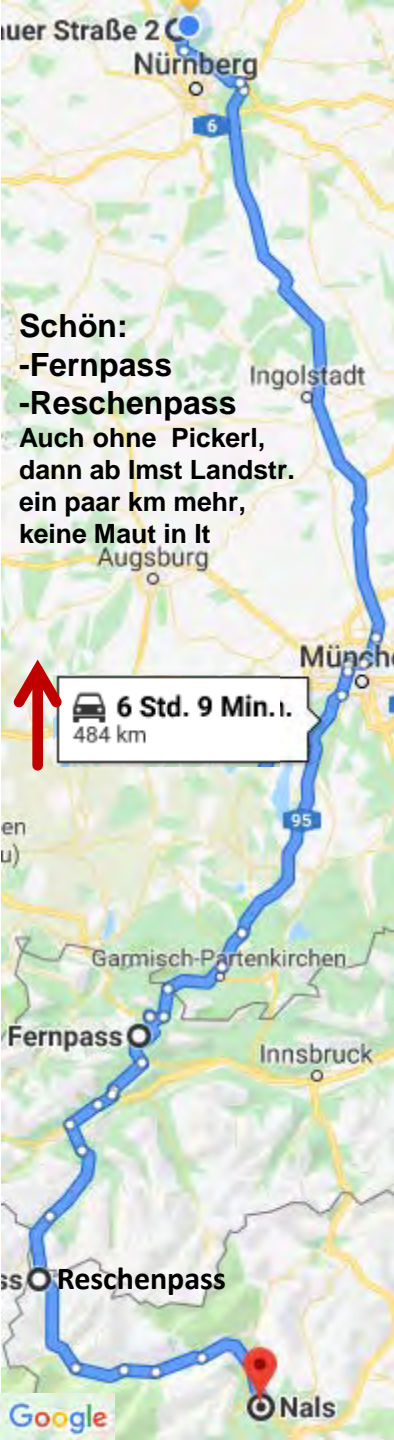 auer Straße 2
Nürnberg
6
Schön:
-Fernpass
-Reschenpass
Auch ohne Pickerl,
dann ab Imst Landstr.
ein paar km mehr,
keine Maut in It
Ingolstadt
Augsburg
Münche
6 Std. 9 Min.
484 km
95
en
u)
Garmisch-Partenkirchen
Fernpass
Innsbruck
ss Reschenpass
Nals
Google